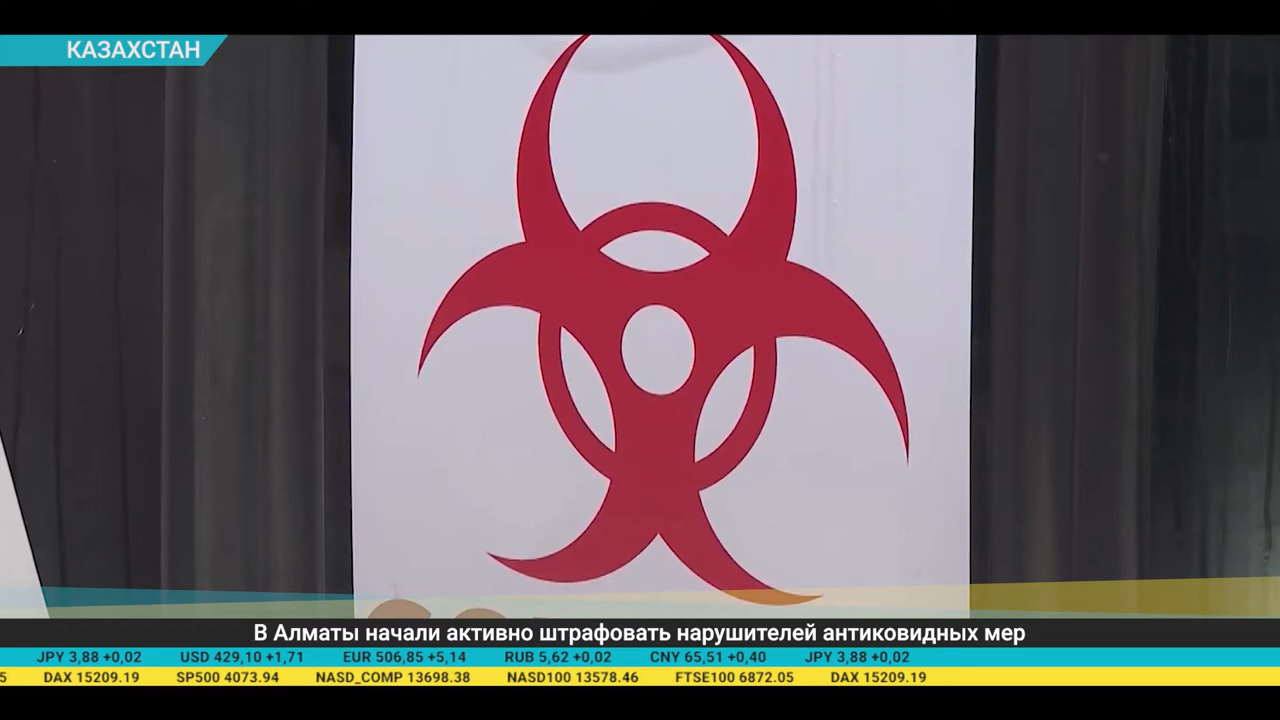 КАЗАХСТАН
В Алматы начали активно штрафовать нарушителей антиковидных мер
JPY 3,88 +0,02 USD 429,10 +1,71 EUR 506,85 +5,14 RUB 5,62 +0,02 CNY 65,51 +0,40 JPY 3,88 +0,02
5 DAX 15209.19 SP500 4073.94 NASD_COMP 13698.38 NASD100 13578.46 FTSE100 6872.05 DAX 15209.19